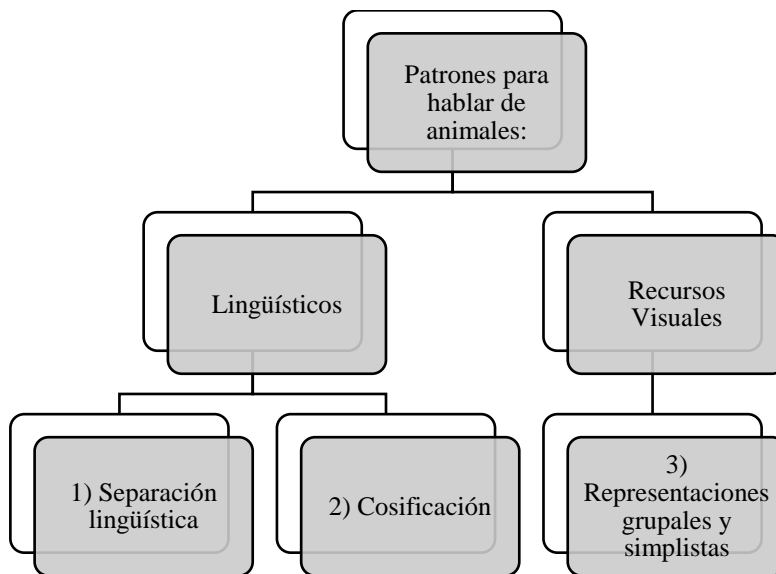 Patrones para
hablar de
animales:
Lingüísticos
Recursos
Visuales
1) Separación
lingüística
2) Cosificación
3)
Representaciones
grupales y
simplistas